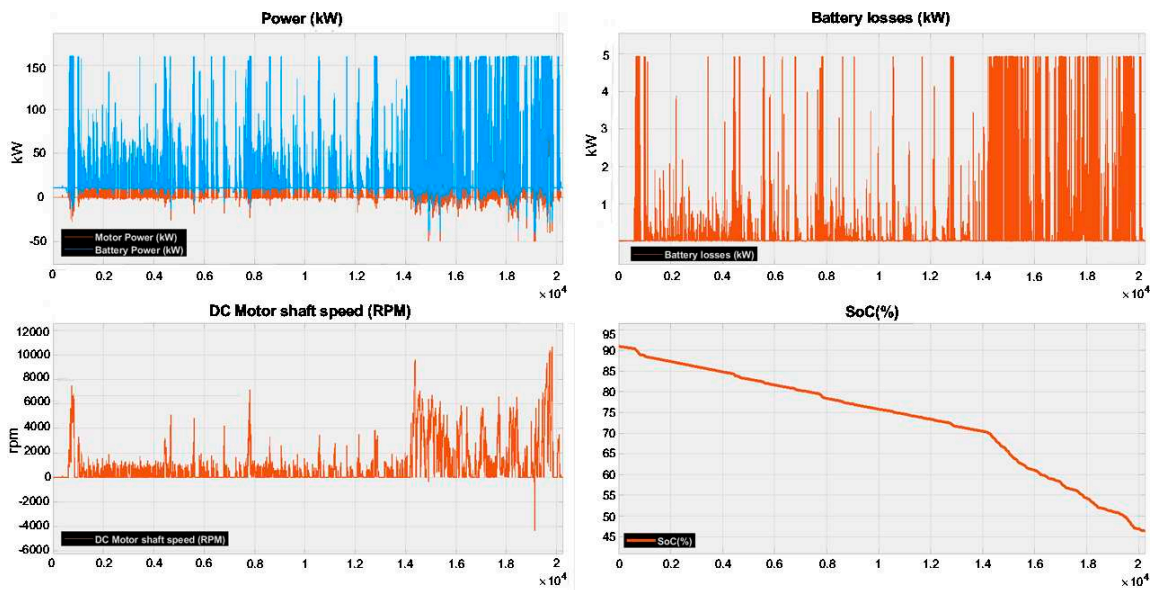 Power (kW)
150
100
50
0
-50
kW
Motor Power (kW)
Battery Power (kW)
0 0.2 0.4 0.6 0.8 1 1.2 1.4 1.6 1.8 2
×10⁴
Battery losses (kW)
5
4
3
2
1
kW
Battery losses (kW)
0 0.2 0.4 0.6 0.8 1 1.2 1.4 1.6 1.8 2
×10⁴
DC Motor shaft speed (RPM)
12000
10000
8000
6000
4000
2000
0
-2000
-4000
-6000
rpm
DC Motor shaft speed (RPM)
0 0.2 0.4 0.6 0.8 1 1.2 1.4 1.6 1.8 2
×10⁴
SoC(%)
95
90
85
80
75
70
65
60
55
50
45
SoC(%)
0 0.2 0.4 0.6 0.8 1 1.2 1.4 1.6 1.8 2
×10⁴